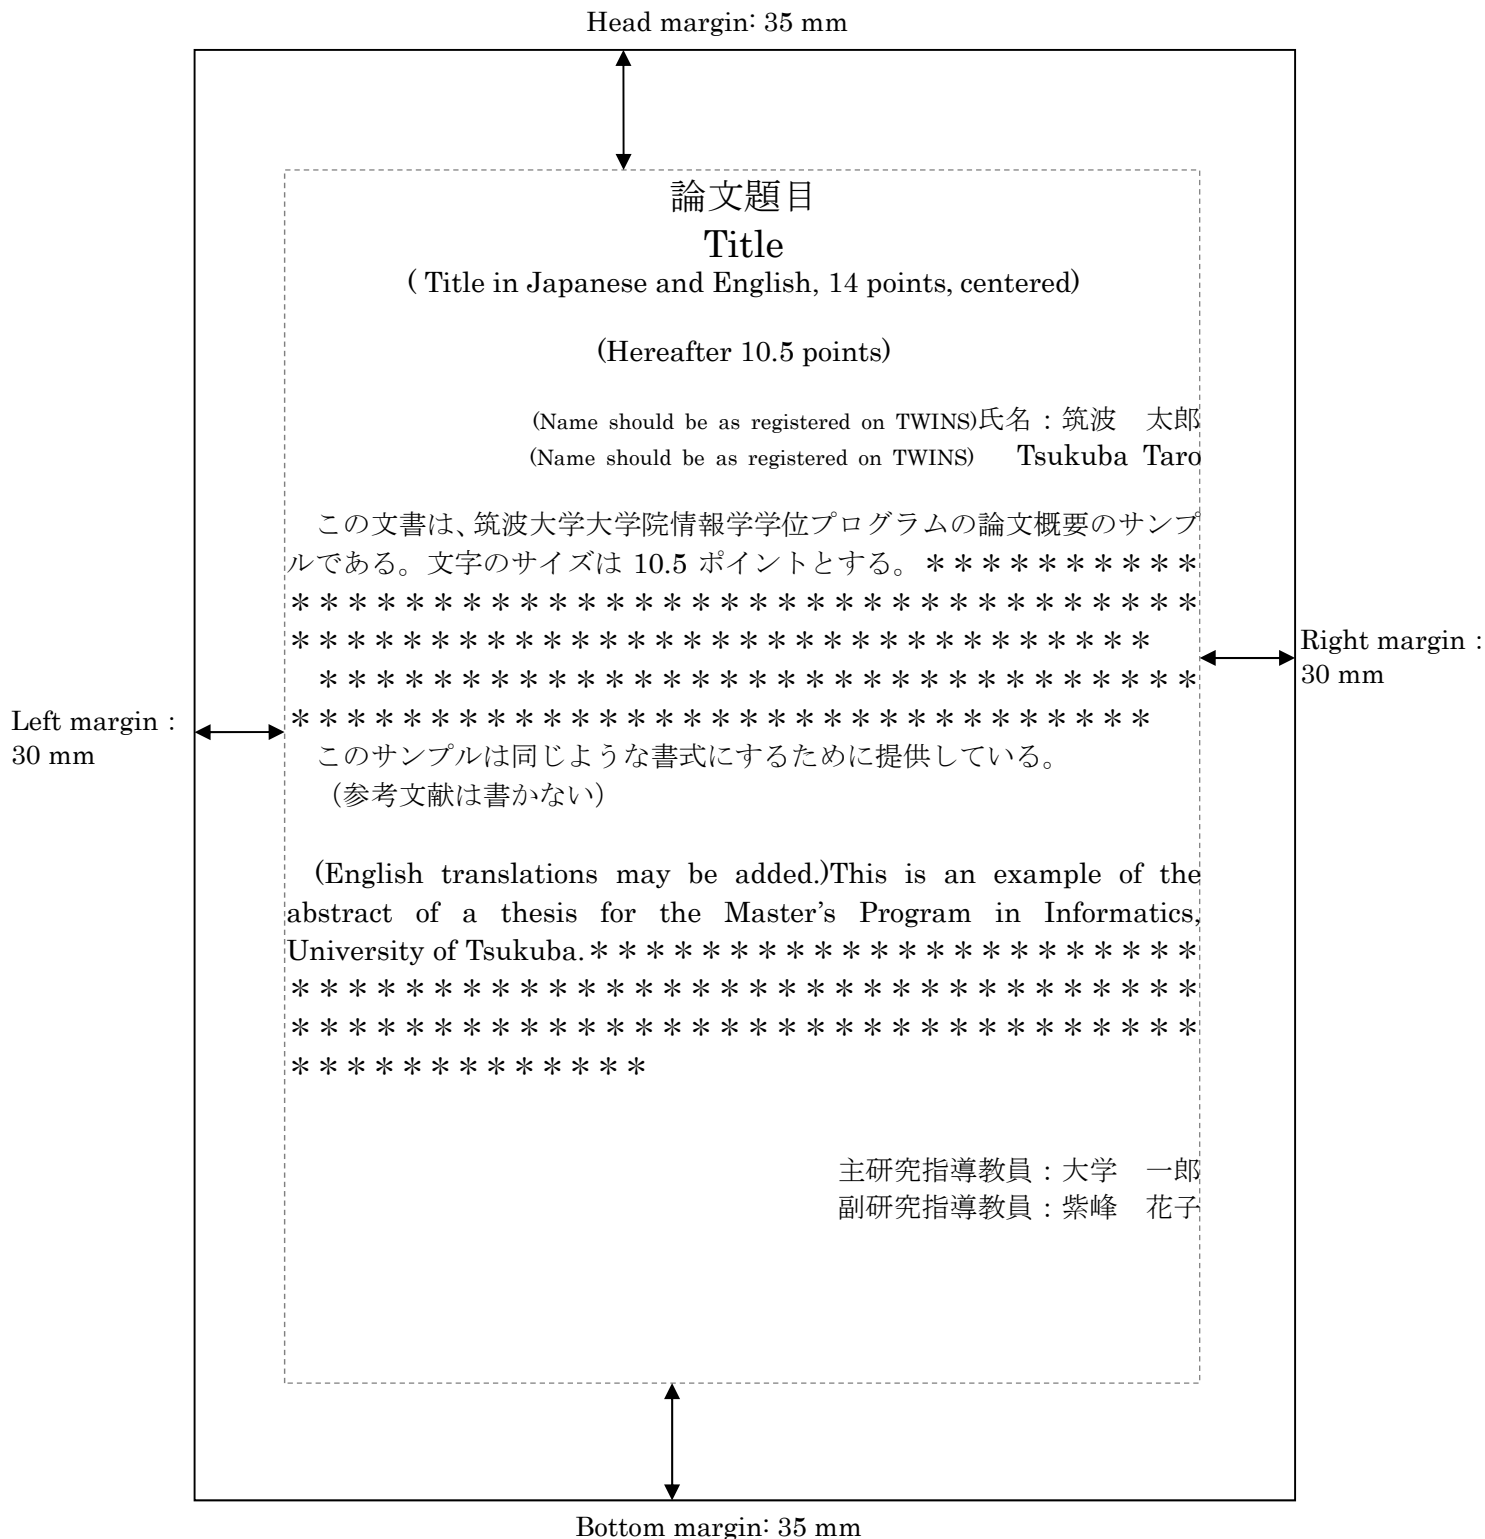 Head margin: 35 mm
論文題目
Title
( Title in Japanese and English, 14 points, centered)
(Hereafter 10.5 points)
(Name should be as registered on TWINS)氏名：筑波　太郎
(Name should be as registered on TWINS)　Tsukuba Taro
この文書は、筑波大学大学院情報学学位プログラムの論文概要のサンプ
ルである。文字のサイズは 10.5 ポイントとする。＊＊＊＊＊＊＊＊＊＊
＊＊＊＊＊＊＊＊＊＊＊＊＊＊＊＊＊＊＊＊＊＊＊＊＊＊＊＊＊＊＊＊
＊＊＊＊＊＊＊＊＊＊＊＊＊＊＊＊＊＊＊＊＊＊＊＊＊＊＊＊＊＊＊
＊＊＊＊＊＊＊＊＊＊＊＊＊＊＊＊＊＊＊＊＊＊＊＊＊＊＊＊＊＊＊
＊＊＊＊＊＊＊＊＊＊＊＊＊＊＊＊＊＊＊＊＊＊＊＊＊＊＊＊＊＊＊
このサンプルは同じような書式にするために提供している。
（参考文献は書かない）
(English translations may be added.)This is an example of the
abstract of a thesis for the Master’s Program in Informatics,
University of Tsukuba.＊＊＊＊＊＊＊＊＊＊＊＊＊＊＊＊＊＊＊＊＊＊
＊＊＊＊＊＊＊＊＊＊＊＊＊＊＊＊＊＊＊＊＊＊＊＊＊＊＊＊＊＊＊＊
＊＊＊＊＊＊＊＊＊＊＊＊＊＊＊＊＊＊＊＊＊＊＊＊＊＊＊＊＊＊＊＊
＊＊＊＊＊＊＊＊＊＊＊＊＊
主研究指導教員：大学　一郎
副研究指導教員：紫峰　花子
Left margin：
30 mm
Right margin：
30 mm
Bottom margin: 35 mm